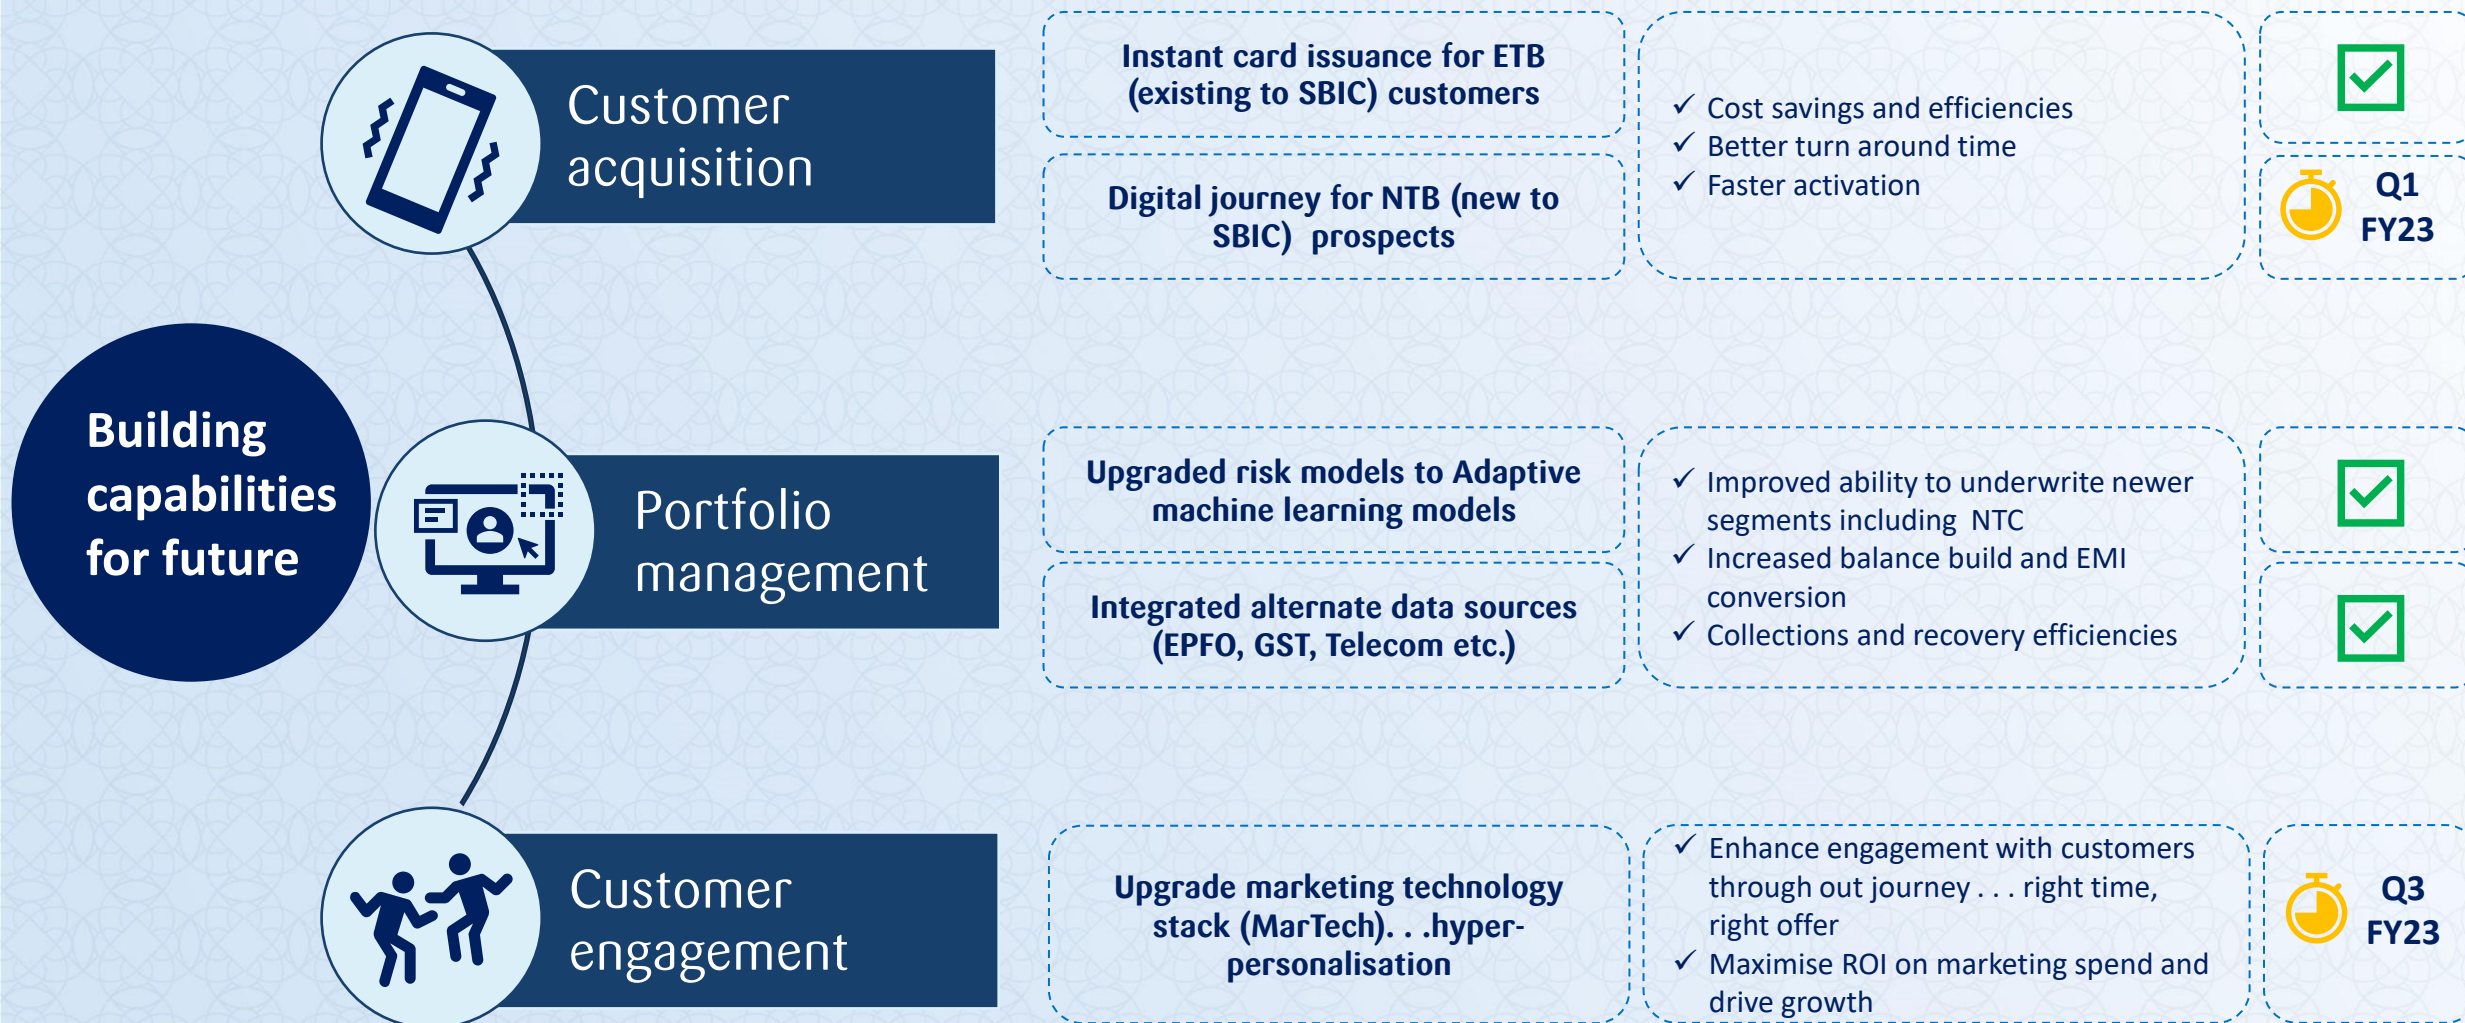 Building
capabilities
for future
Customer
acquisition
Instant card issuance for ETB
(existing to SBIC) customers
Digital journey for NTB (new to
SBIC) prospects
✓ Cost savings and efficiencies
✓ Better turn around time
✓ Faster activation
Q1
FY23
Portfolio
management
Upgraded risk models to Adaptive
machine learning models
Integrated alternate data sources
(EPFO, GST, Telecom etc.)
✓ Improved ability to underwrite newer
segments including NTC
✓ Increased balance build and EMI
conversion
✓ Collections and recovery efficiencies
Customer
engagement
Upgrade marketing technology
stack (MarTech). . .hyper-
personalisation
✓ Enhance engagement with customers
through out journey . . . right time,
right offer
✓ Maximise ROI on marketing spend and
drive growth
Q3
FY23